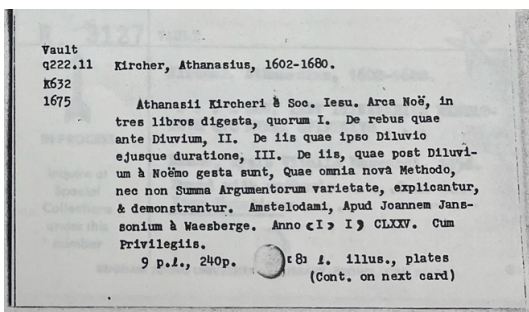 Vault
q222.11 Kircher, Athanasius, 1602-1680.
K632
1675 Athanasii Kircheri à Soc. Iesu. Arca Noë, in
tres libros digesta, quorum I. De rebus quae
ante Diuvium, II. De iis quae ipso Diluvio
ejusque duratione, III. De iis, quae post Diluvi-
um à Noëmo gesta sunt, Quae omnia novà Methodo,
nec non Summa Argumentorum varietate, explicantur,
& demonstrantur. Amstelodami, Apud Joannem Jans-
sonium à Waesberge. Anno cIↄ Iↄ CLXXV. Cum
Privilegiis.
9 p.l., 240p. [8] l. illus., plates
(Cont. on next card)